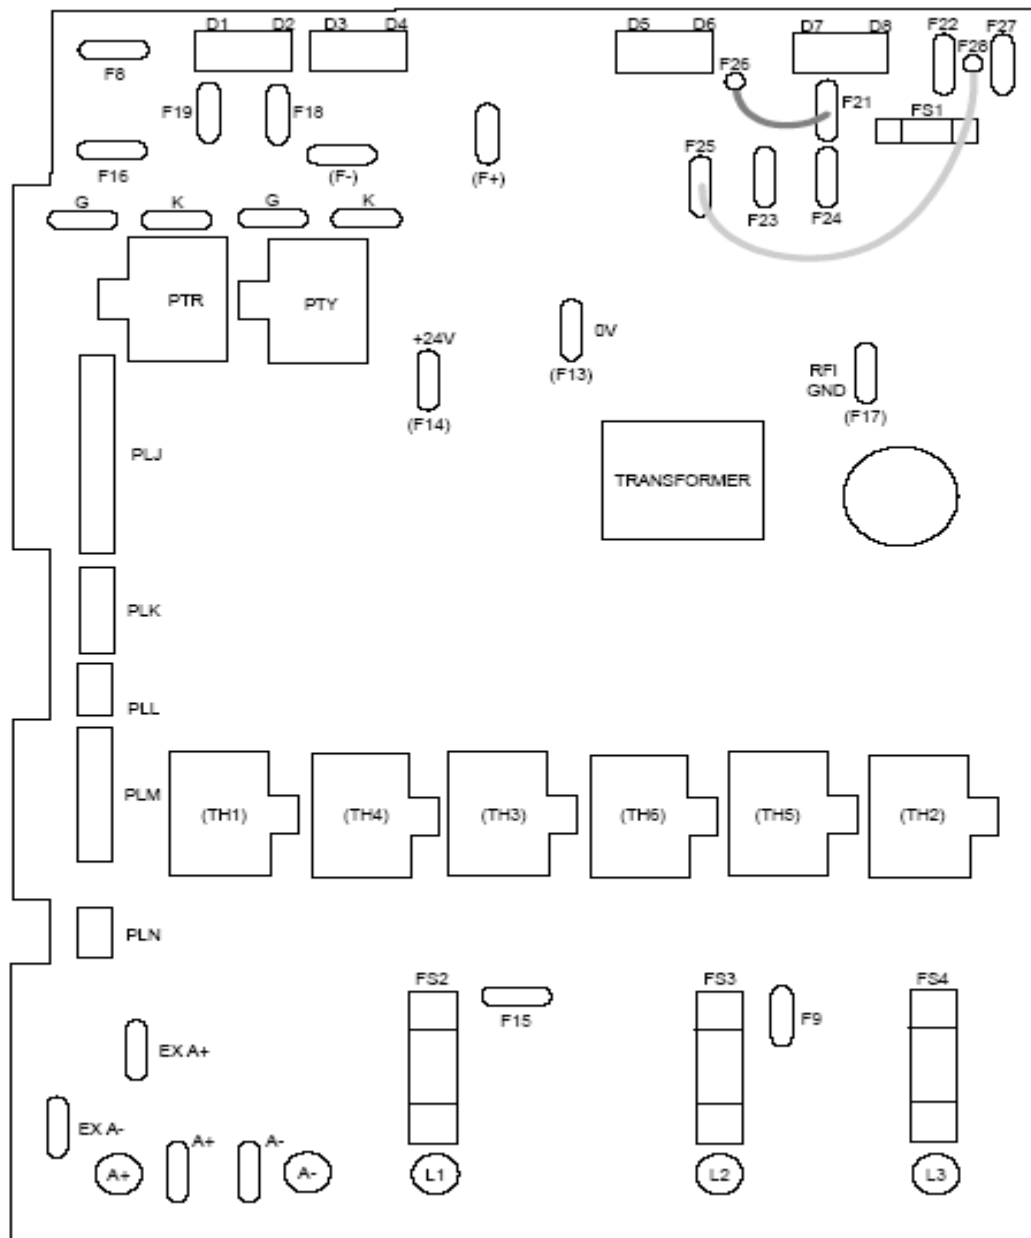 D1 D2 D3 D4 D5 D6 D7 D8 F22 F27
F28
F8
F26
F19 F18 F21 FS1
F25
F16 (F-) (F+)
G K G K F23 F24
PTR PTY
+24V 0V
(F13)
RFI
GND
(F14) (F17)
PLJ
TRANSFORMER
PLK
PLL
PLM (TH1) (TH4) (TH3) (TH6) (TH5) (TH2)
PLN
FS2 FS3 FS4
F15 F9
EX A+
EX A- A+ A-
A+ A- L1 L2 L3